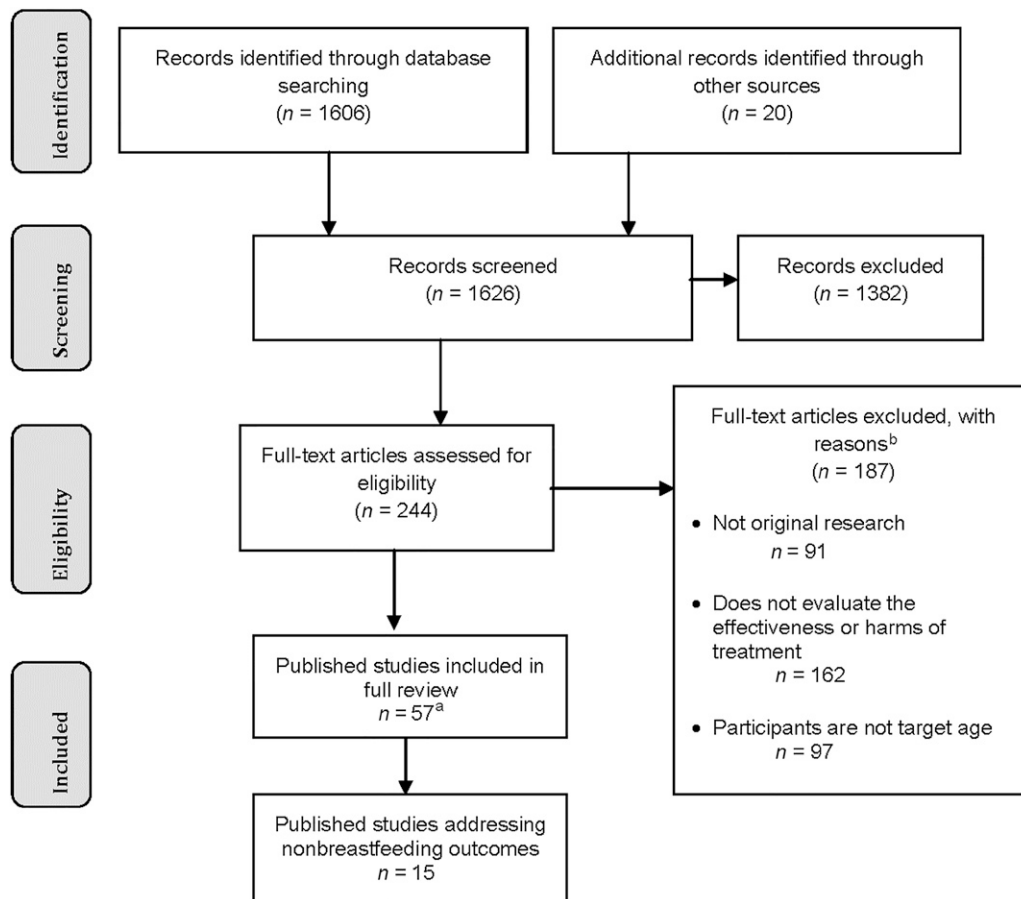 Identification
Records identified through database
searching
(n = 1606)
Additional records identified through
other sources
(n = 20)
Screening
Records screened
(n = 1626)
Records excluded
(n = 1382)
Eligibility
Full-text articles assessed for
eligibility
(n = 244)
Full-text articles excluded, with
reasonsᵇ
(n = 187)
• Not original research
n = 91
• Does not evaluate the
effectiveness or harms of
treatment
n = 162
• Participants are not target age
n = 97
Included
Published studies included in
full review
n = 57ᵃ
Published studies addressing
nonbreastfeeding outcomes
n = 15